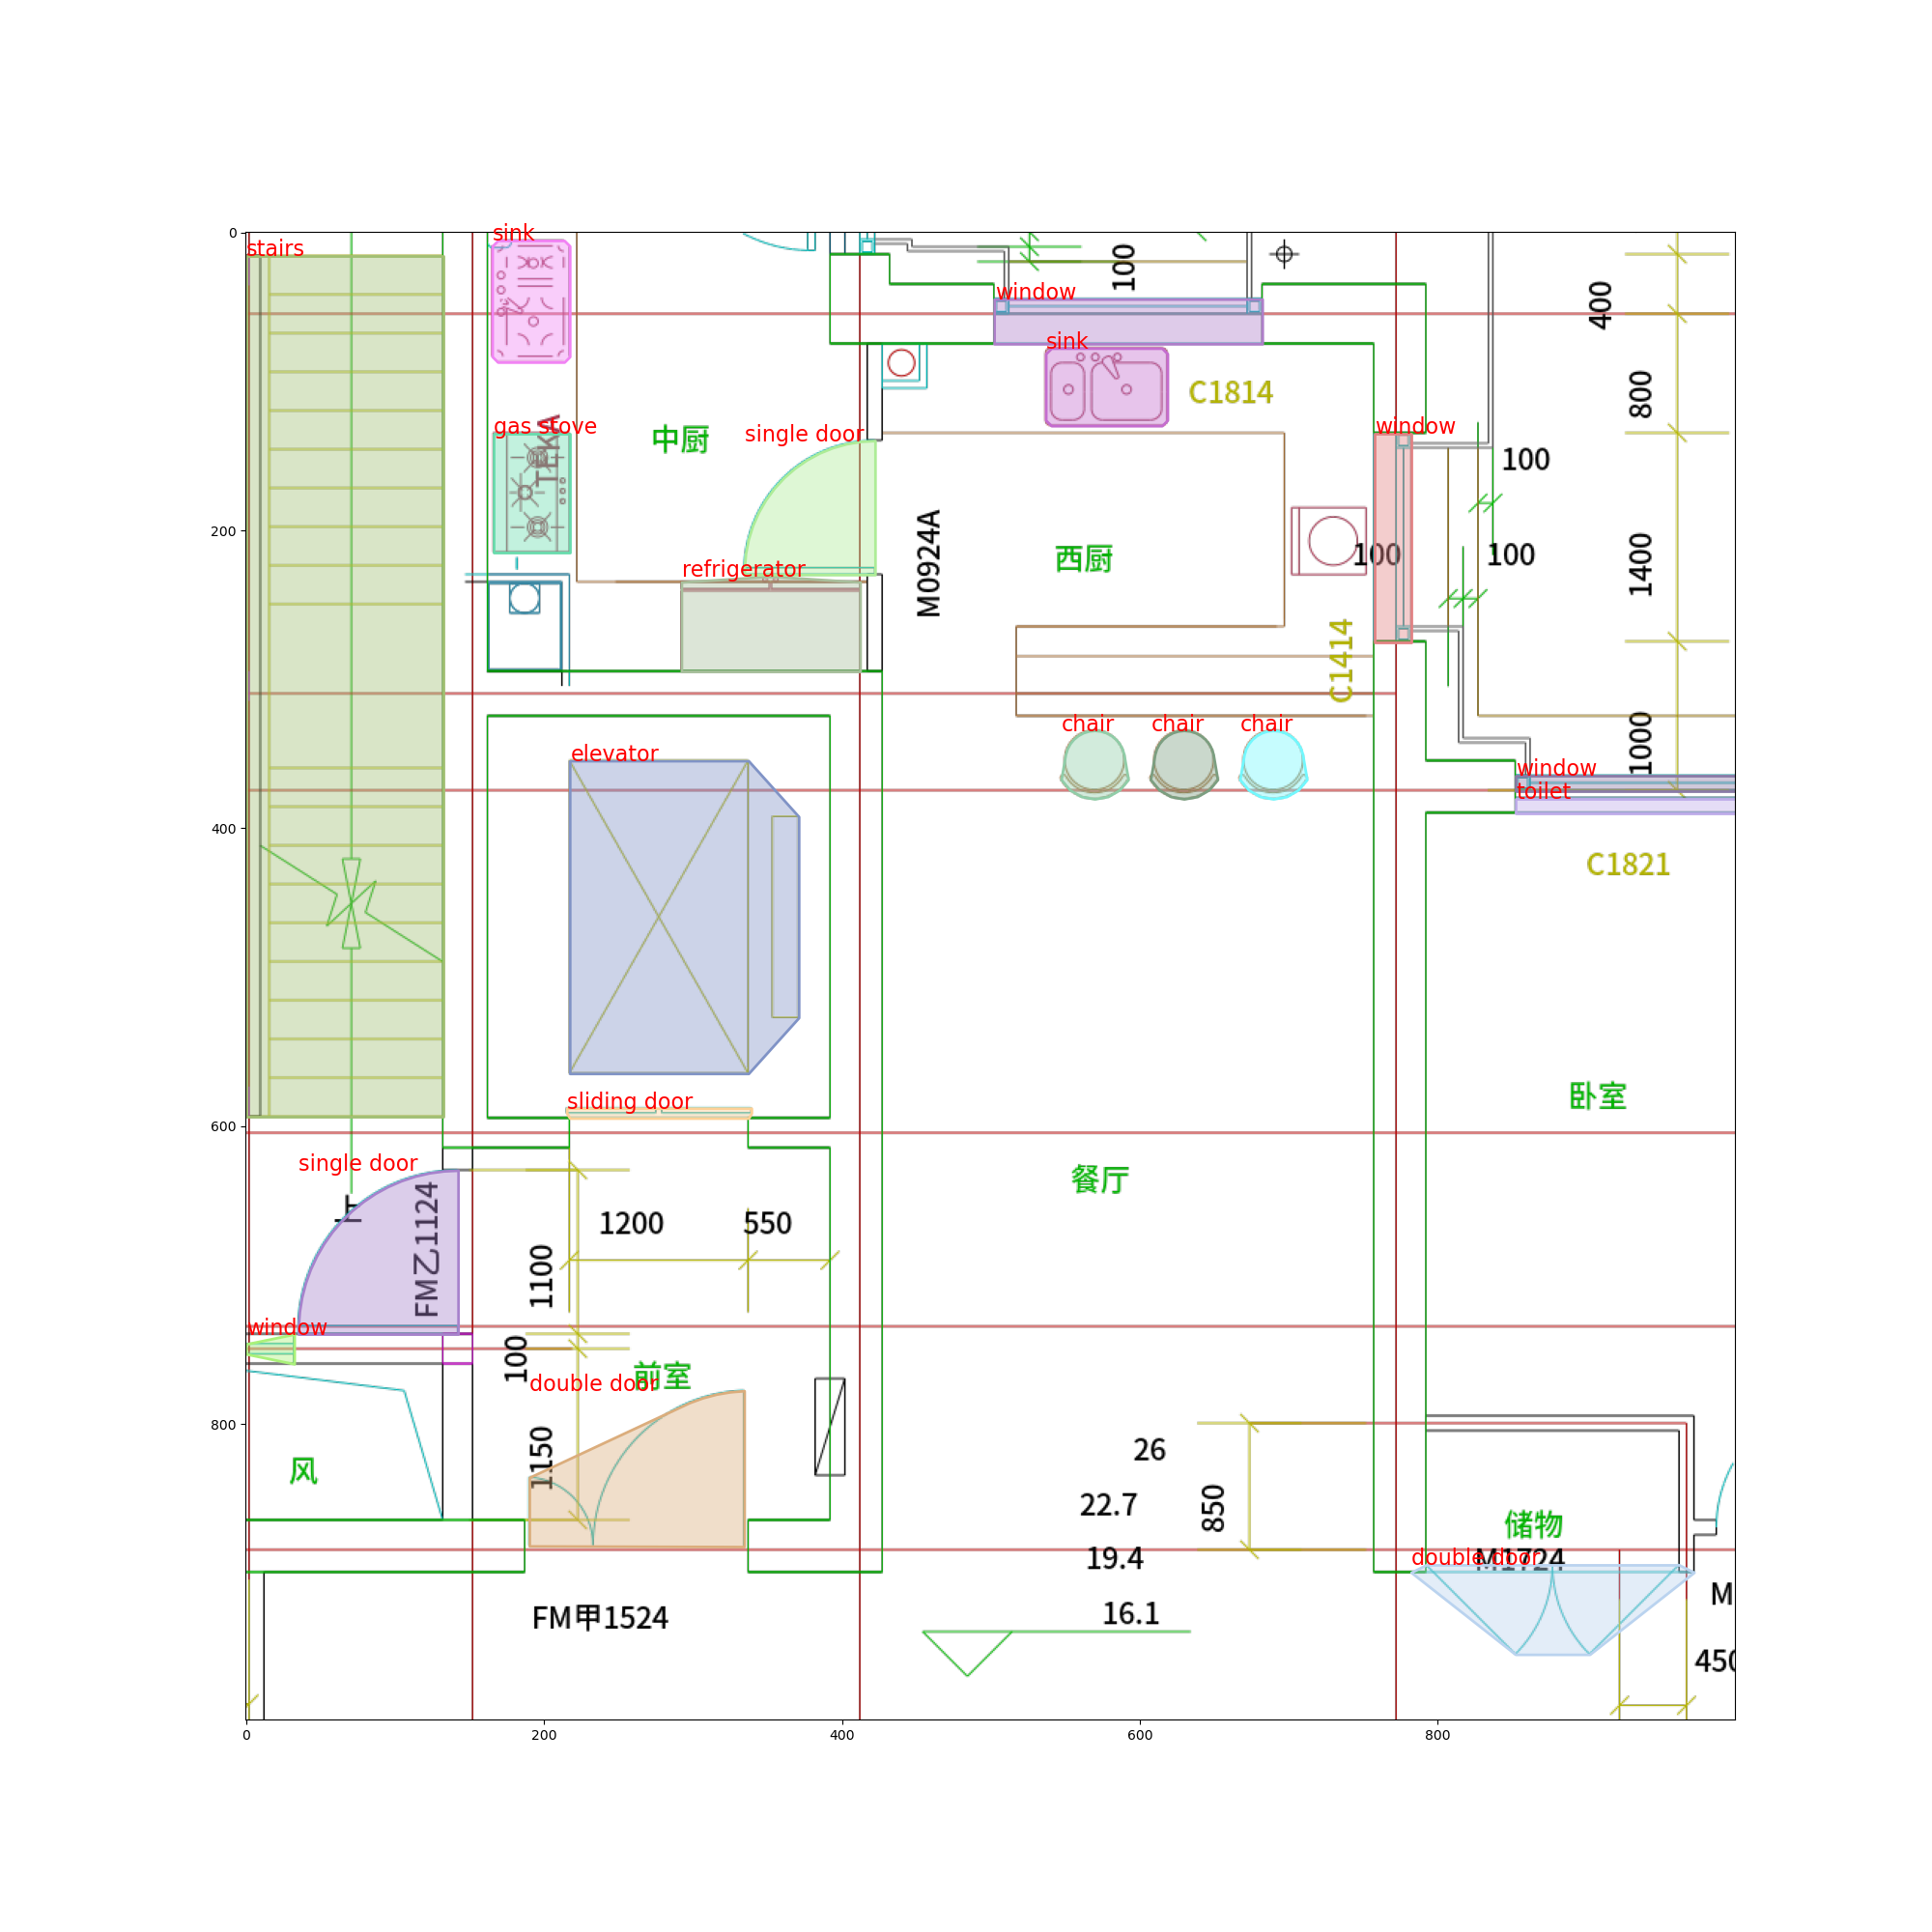 0
200
400
600
800
0
200
400
600
800
stairs
sink
window
100
400
sink
C1814
800
gas stove
TEKA
中厨
single door
window
100
M0924A
西厨
100
100
1400
refrigerator
C1414
chair
chair
chair
1000
elevator
window
toilet
C1821
sliding door
卧室
single door
上
FM乙1124
1200
550
1100
餐厅
window
100
前室
double door
1150
风
26
22.7
850
19.4
16.1
储物
M1724
double door
M
450
FM甲1524